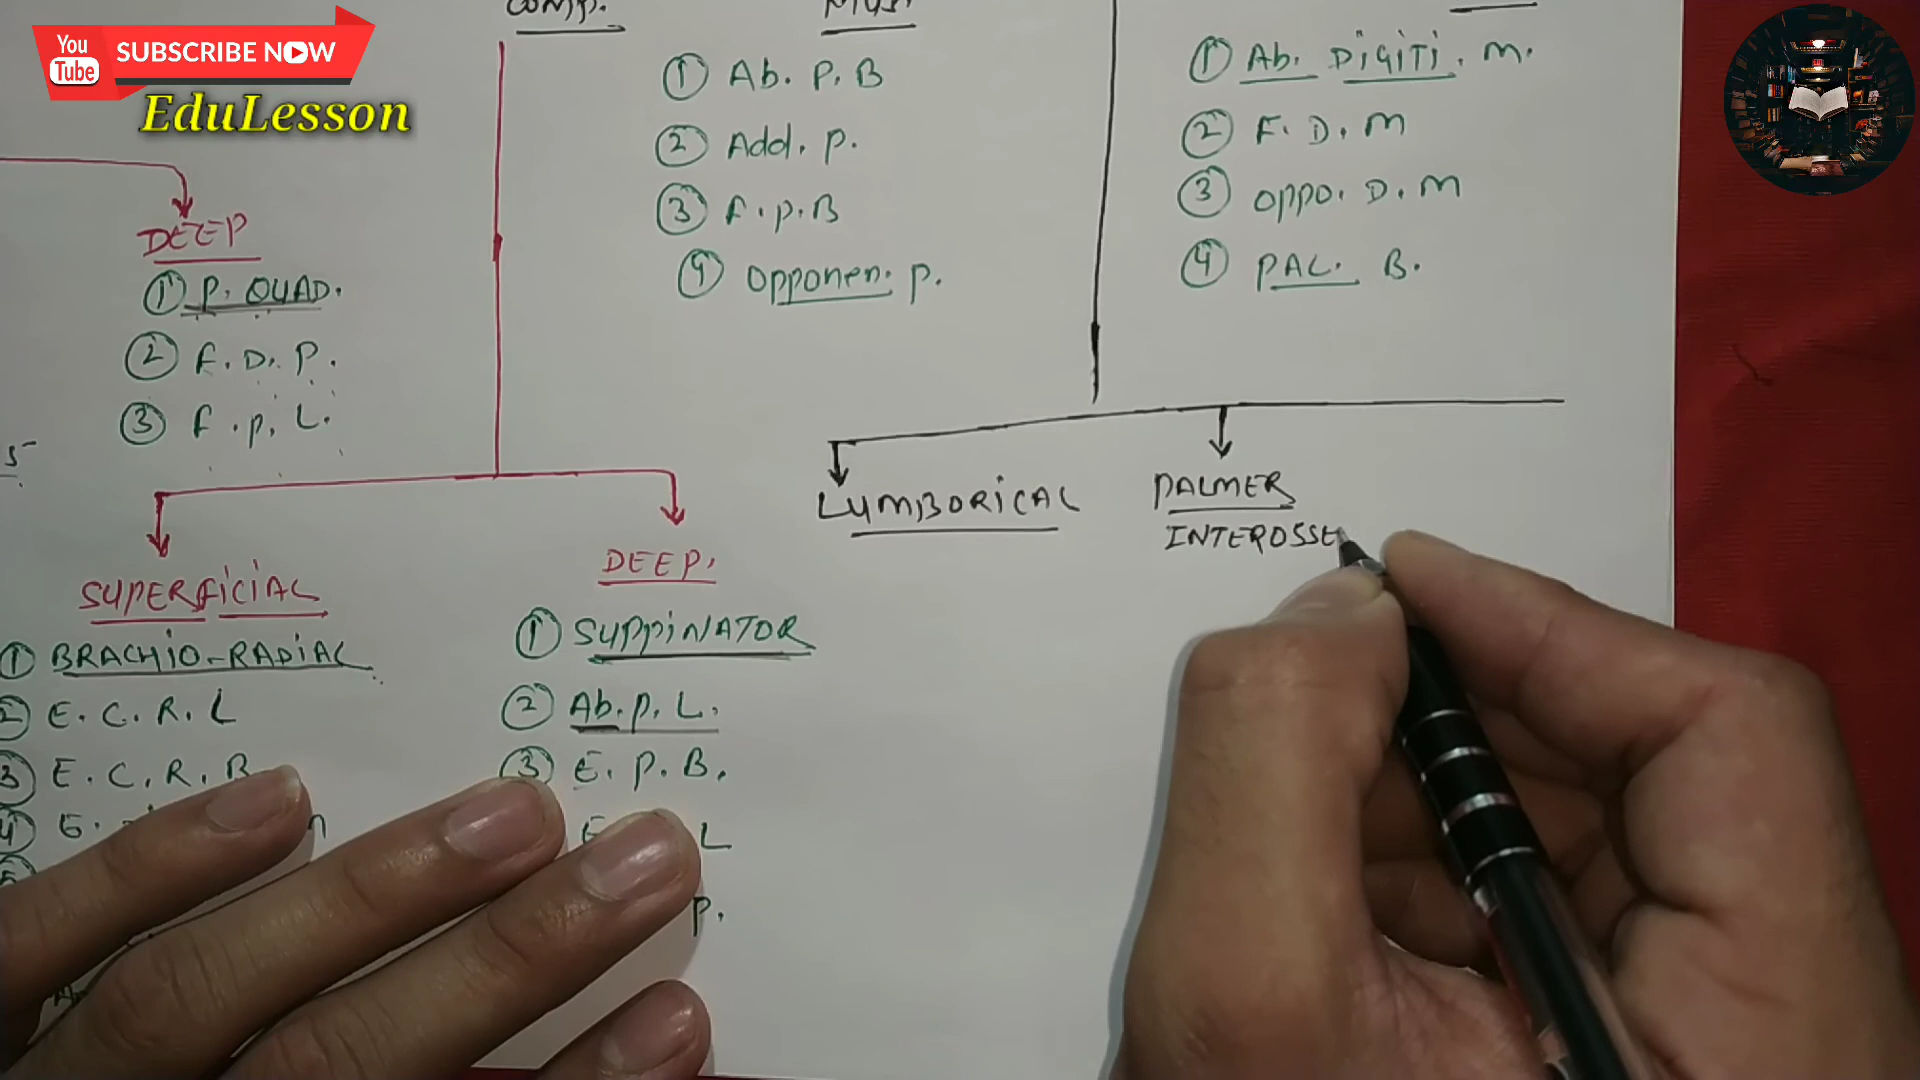 You
Tube
SUBSCRIBE NOW
EduLesson
COMP.
DEEP
① P. QUAD.
② F. D. P.
③ F. P. L.
① Ab. P. B
② Add. P.
③ F. P. B
④ Opponen. P.
① Ab. DIGITI. M.
② F. D. M
③ OPPO. D. M
④ PAL. B.
LUMBORICAL
PALMER
INTEROSSE
SUPERFICIAL
① BRACHIO-RADIAL
② E. C. R. L
③ E. C. R. B
④ E.
DEEP.
① SUPPINATOR
② Ab. P. L.
③ E. P. B.
E L
P.